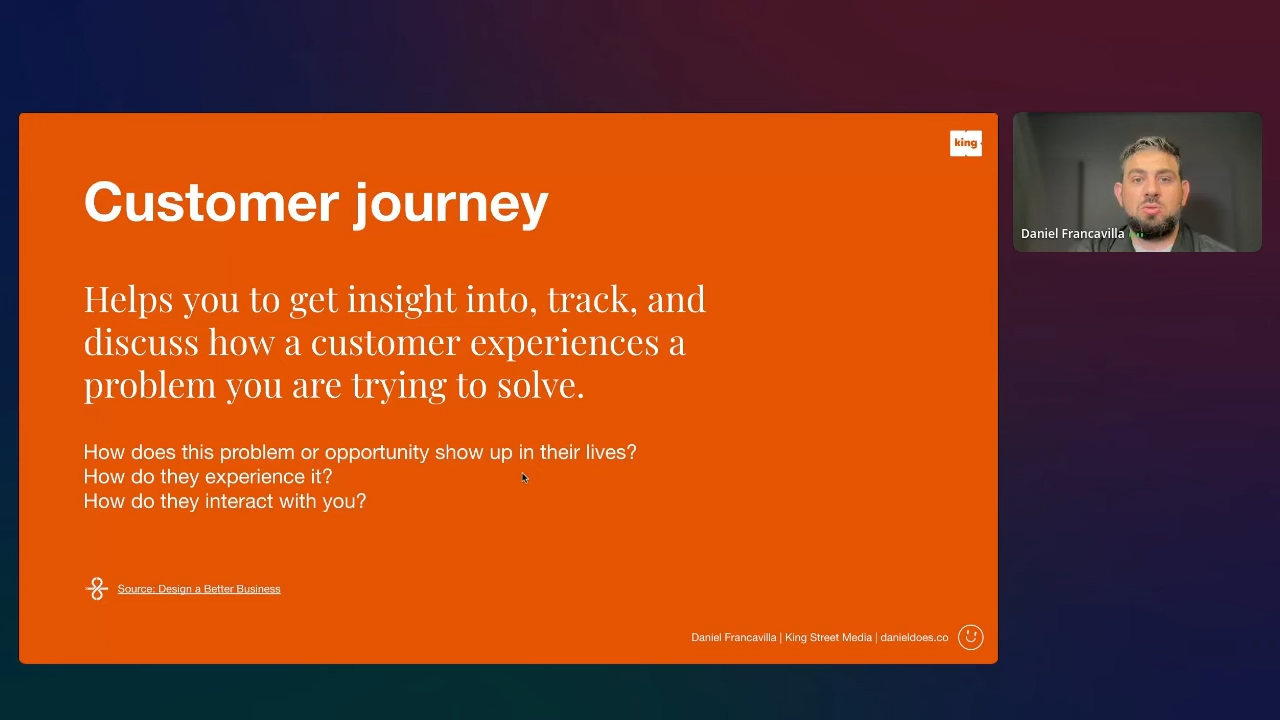 king
Customer journey
Helps you to get insight into, track, and
discuss how a customer experiences a
problem you are trying to solve.
How does this problem or opportunity show up in their lives?
How do they experience it?
How do they interact with you?
Source: Design a Better Business
Daniel Francavilla | King Street Media | danieldoes.co
Daniel Francavilla